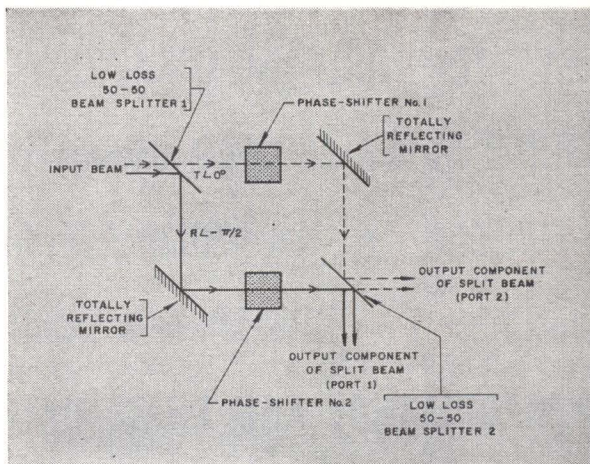 LOW LOSS
50-50
BEAM SPLITTER 1
PHASE-SHIFTER No.1
TOTALLY
REFLECTING
MIRROR
INPUT BEAM
T∠0°
R∠-π/2
TOTALLY
REFLECTING
MIRROR
OUTPUT COMPONENT
OF SPLIT BEAM
(PORT 2)
OUTPUT COMPONENT
OF SPLIT BEAM
(PORT 1)
PHASE-SHIFTER No.2
LOW LOSS
50-50
BEAM SPLITTER 2